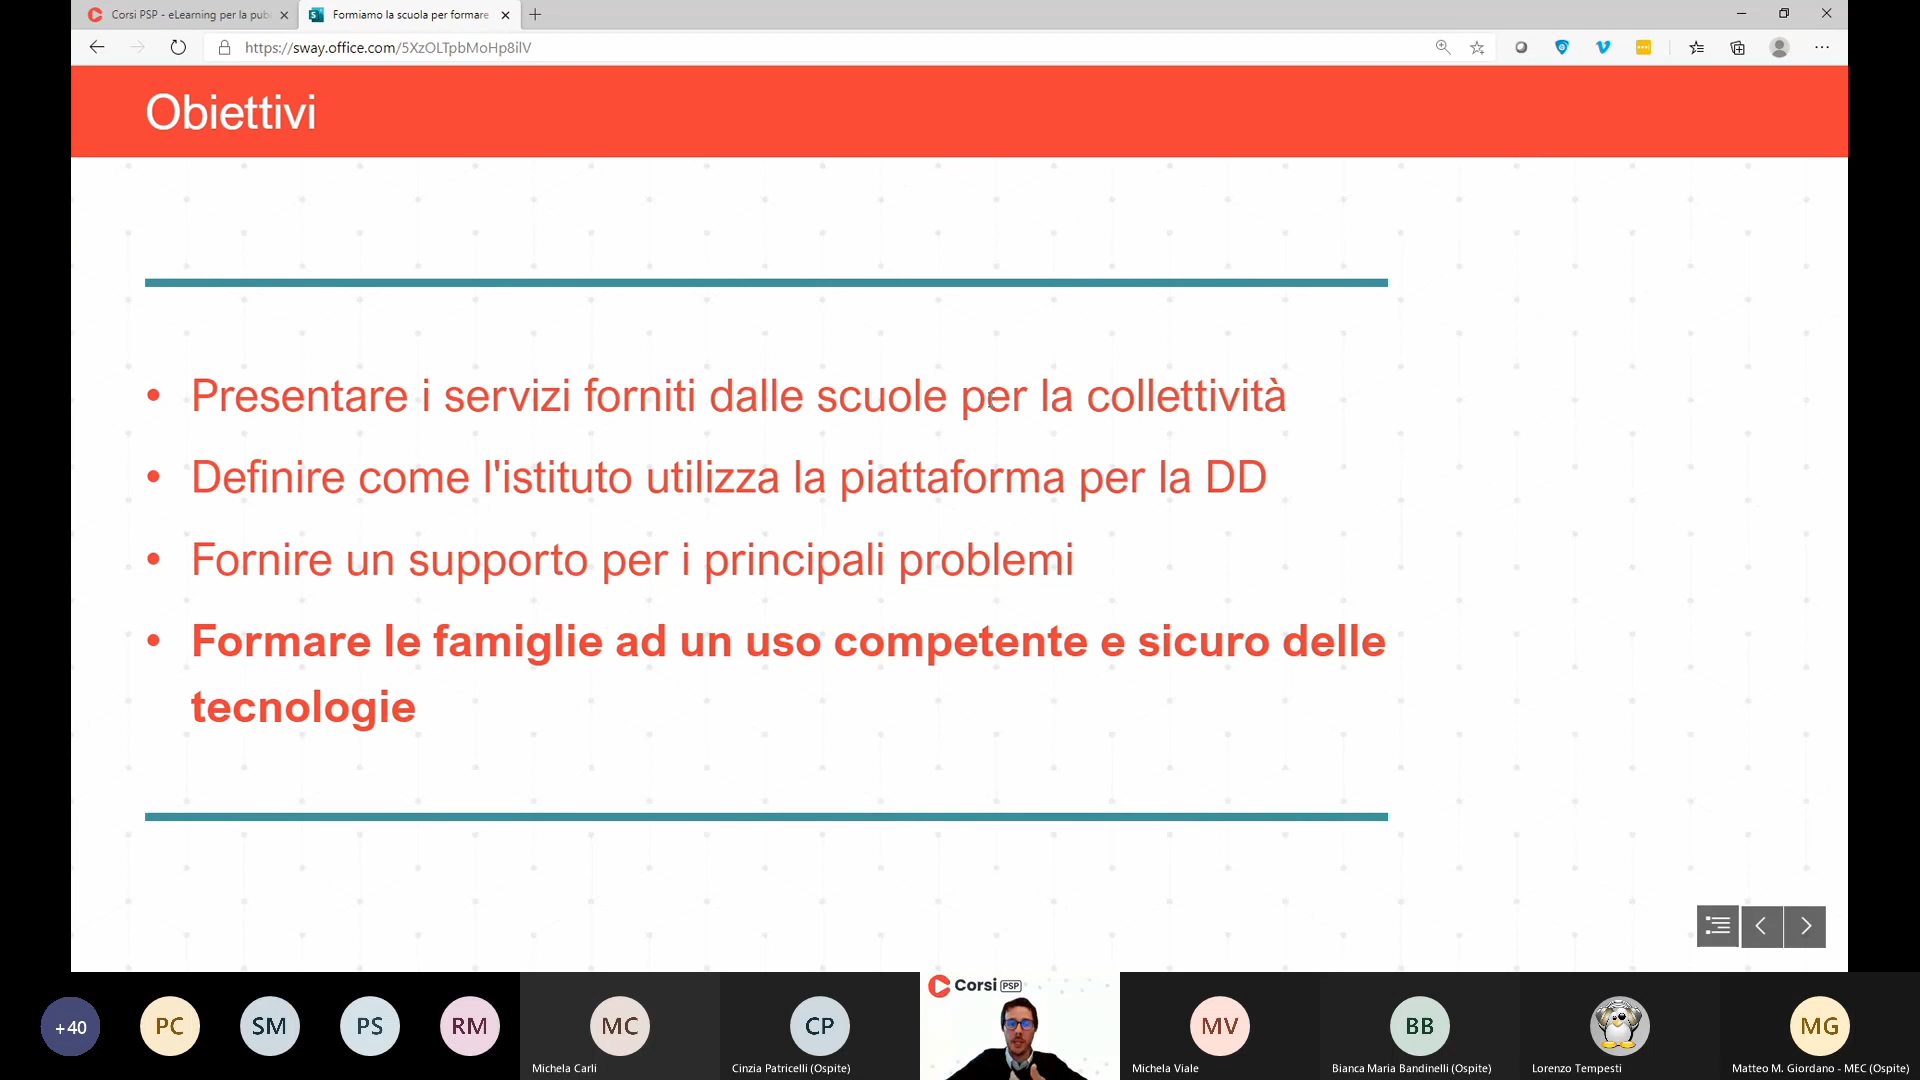 Corsi PSP - eLearning per la pub
Formiamo la scuola per formare
https://sway.office.com/5XzOLTpbMoHp8ilV
Obiettivi
• Presentare i servizi forniti dalle scuole per la collettività
• Definire come l'istituto utilizza la piattaforma per la DD
• Fornire un supporto per i principali problemi
• Formare le famiglie ad un uso competente e sicuro delle
tecnologie
Corsi PSP
+40 PC SM PS RM MC CP MV BB MG
Michela Carli Cinzia Patricelli (Ospite) Michela Viale Bianca Maria Bandinelli (Ospite) Lorenzo Tempesti Matteo M. Giordano - MEC (Ospite)